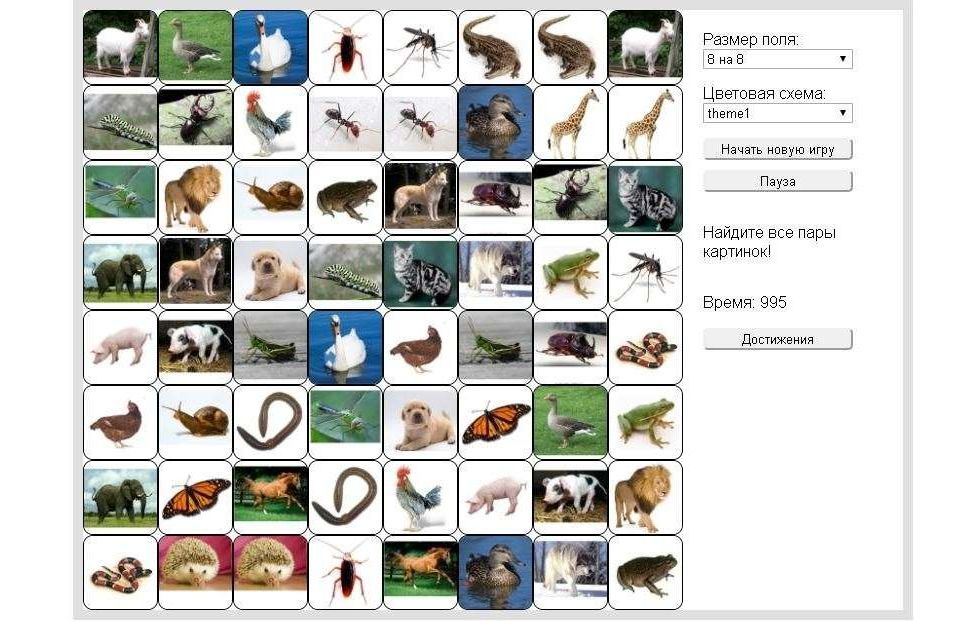 Размер поля:
8 на 8
Цветовая схема:
theme1
Начать новую игру
Пауза
Найдите все пары
картинок!
Время: 995
Достижения